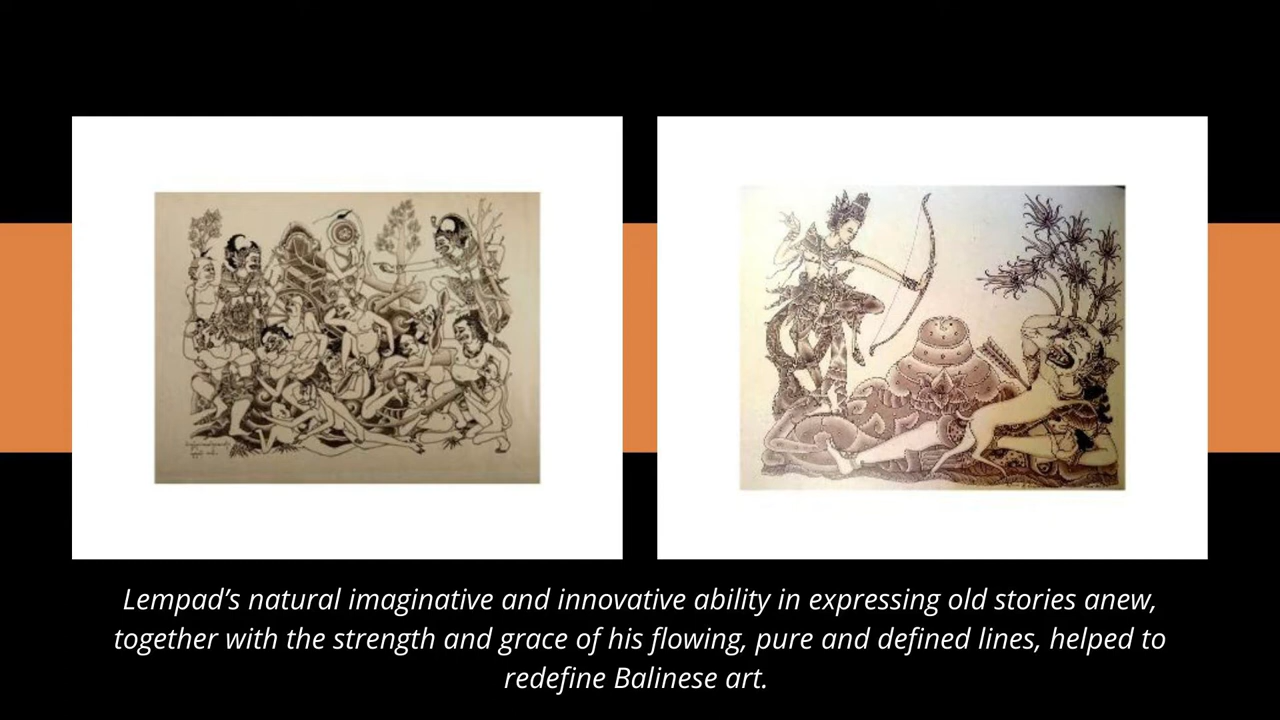 Lempad’s natural imaginative and innovative ability in expressing old stories anew,
together with the strength and grace of his flowing, pure and defined lines, helped to
redefine Balinese art.